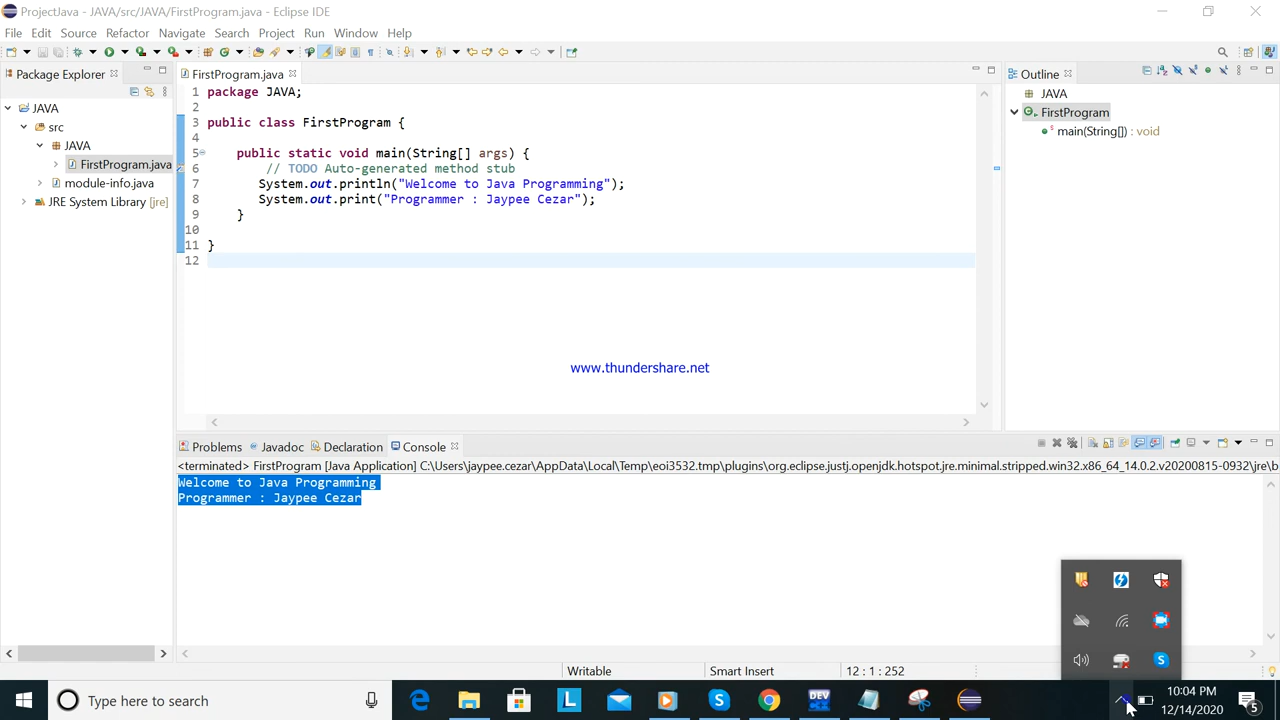 ProjectJava - JAVA/src/JAVA/FirstProgram.java - Eclipse IDE
File Edit Source Refactor Navigate Search Project Run Window Help
Package Explorer
JAVA
src
JAVA
FirstProgram.java
module-info.java
JRE System Library [jre]
FirstProgram.java
1 package JAVA;
2
3 public class FirstProgram {
4
5 public static void main(String[] args) {
6 // TODO Auto-generated method stub
7 System.out.println("Welcome to Java Programming");
8 System.out.print("Programmer : Jaypee Cezar");
9 }
10
11 }
12
www.thundershare.net
Outline
JAVA
FirstProgram
main(String[]) : void
Problems Javadoc Declaration Console
<terminated> FirstProgram [Java Application] C:\Users\jaypee.cezar\AppData\Local\Temp\eoi3532.tmp\plugins\org.eclipse.justj.openjdk.hotspot.jre.minimal.stripped.win32.x86_64_14.0.2.v20200815-0932\jre\b
Welcome to Java Programming
Programmer : Jaypee Cezar
Writable Smart Insert 12 : 1 : 252
Type here to search
L
DEV
10:04 PM
12/14/2020
5